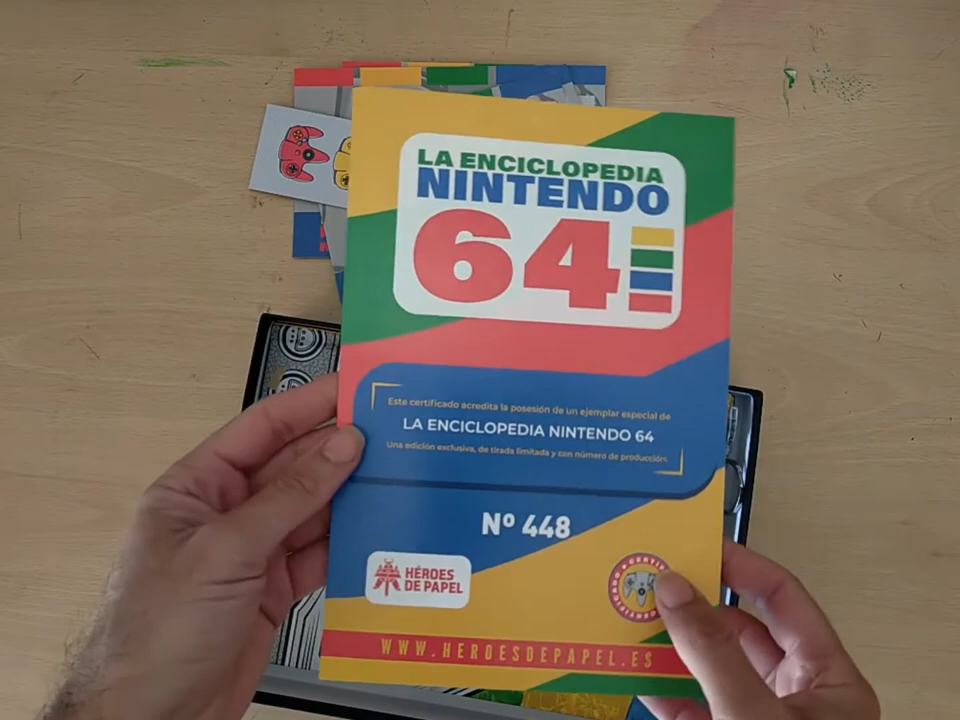 LA ENCICLOPEDIA
NINTENDO
64
Este certificado acredita la posesión de un ejemplar especial de
LA ENCICLOPEDIA NINTENDO 64
Una edición exclusiva, de tirada limitada y con número de producción.
Nº 448
HÉROES
DE PAPEL
WWW.HEROESDEPAPEL.ES